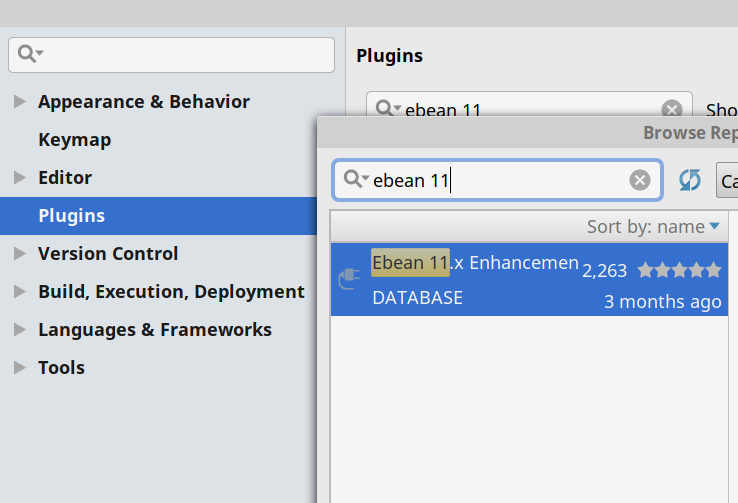 Plugins
ebean 11
Appearance & Behavior
Keymap
Editor
Plugins
Version Control
Build, Execution, Deployment
Languages & Frameworks
Tools
Browse Rep
ebean 11
Ca
Sort by: name
Ebean 11.x Enhancemen 2,263
DATABASE 3 months ago